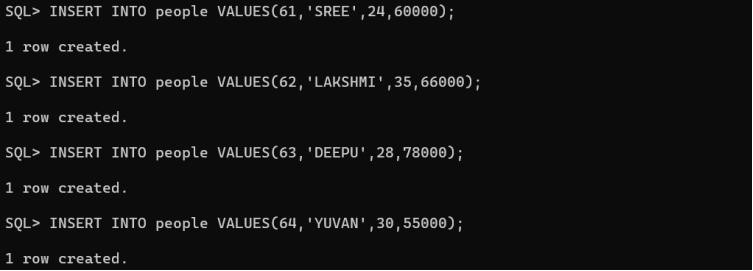 SQL> INSERT INTO people VALUES(61,'SREE',24,60000);
1 row created.
SQL> INSERT INTO people VALUES(62,'LAKSHMI',35,66000);
1 row created.
SQL> INSERT INTO people VALUES(63,'DEEPU',28,78000);
1 row created.
SQL> INSERT INTO people VALUES(64,'YUVAN',30,55000);
1 row created.